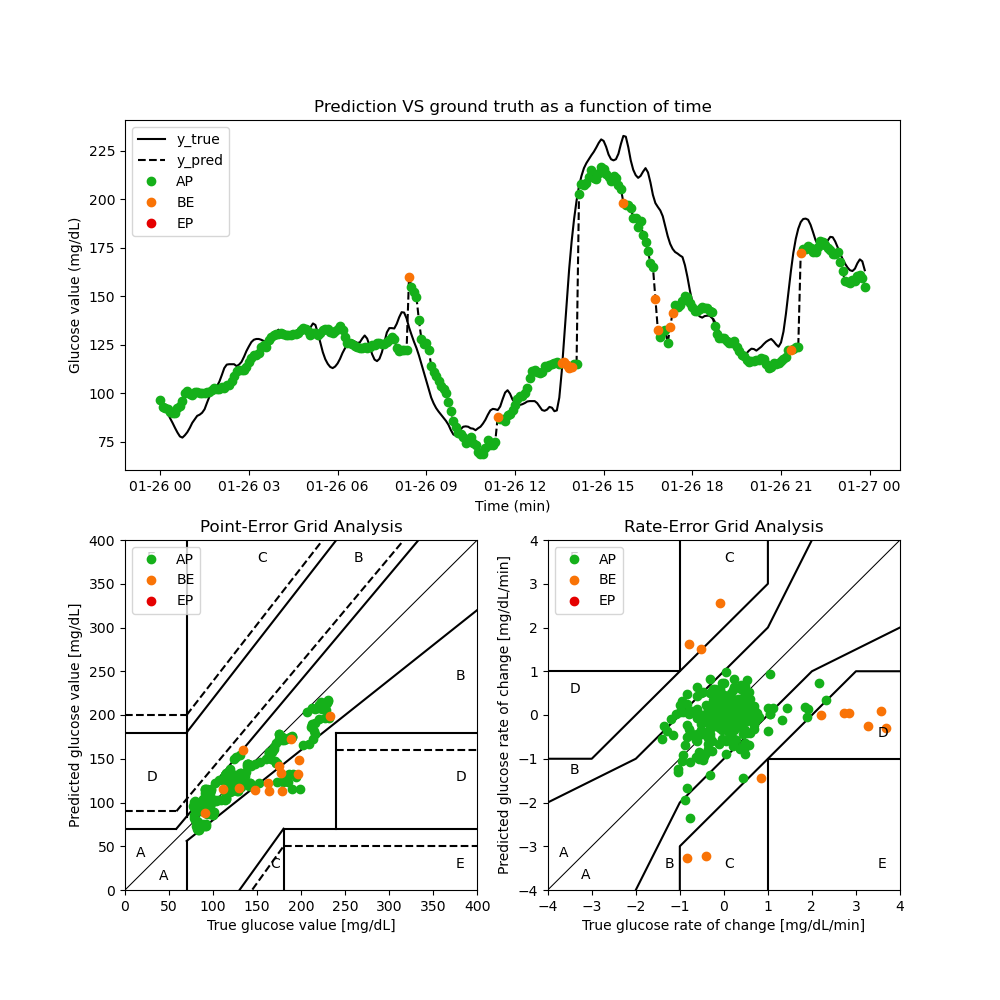 Prediction VS ground truth as a function of time
Glucose value (mg/dL)
225
200
175
150
125
100
75
y_true
y_pred
AP
BE
EP
01-26 00 01-26 03 01-26 06 01-26 09 01-26 12 01-26 15 01-26 18 01-26 21 01-27 00
Time (min)
Point-Error Grid Analysis
Predicted glucose value [mg/dL]
400
350
300
250
200
150
100
50
0
AP
BE
EP
C B
B
D D
A
A C E
0 50 100 150 200 250 300 350 400
True glucose value [mg/dL]
Rate-Error Grid Analysis
Predicted glucose rate of change [mg/dL/min]
4
3
2
1
0
−1
−2
−3
−4
AP
BE
EP
C
D
D
B
A
A B C E
−4 −3 −2 −1 0 1 2 3 4
True glucose rate of change [mg/dL/min]